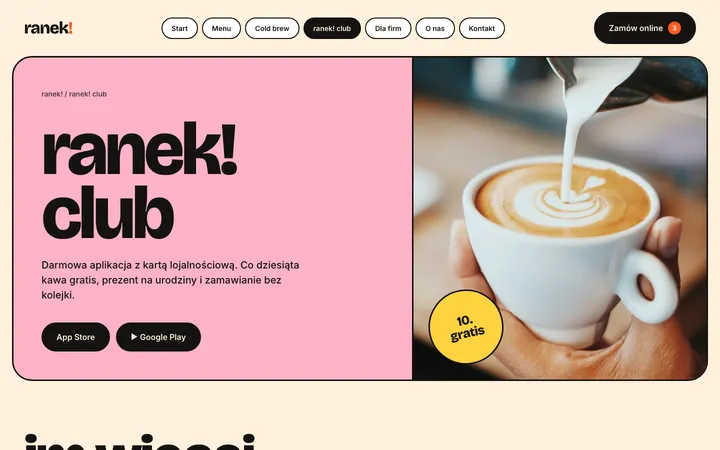 ranek!
Start
Menu
Cold brew
ranek! club
Dla firm
O nas
Kontakt
Zamów online 3
ranek! / ranek! club
ranek!
club
Darmowa aplikacja z kartą lojalnościową. Co dziesiąta
kawa gratis, prezent na urodziny i zamawianie bez
kolejki.
App Store
▶ Google Play
10.
gratis
im więcej